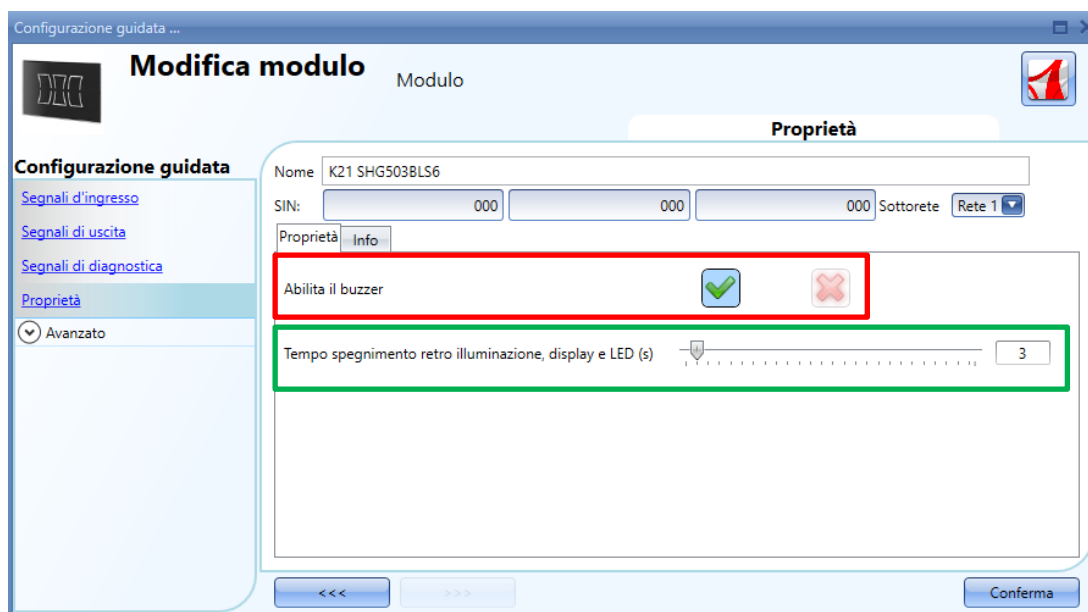 Configurazione guidata ...
Modifica modulo
Modulo
Proprietà
Configurazione guidata
Segnali d'ingresso
Segnali di uscita
Segnali di diagnostica
Proprietà
Avanzato
Nome K21 SHG503BLS6
SIN: 000 000 000 Sottorete Rete 1
Proprietà Info
Abilita il buzzer
Tempo spegnimento retro illuminazione, display e LED (s) 3
<<< >>> Conferma